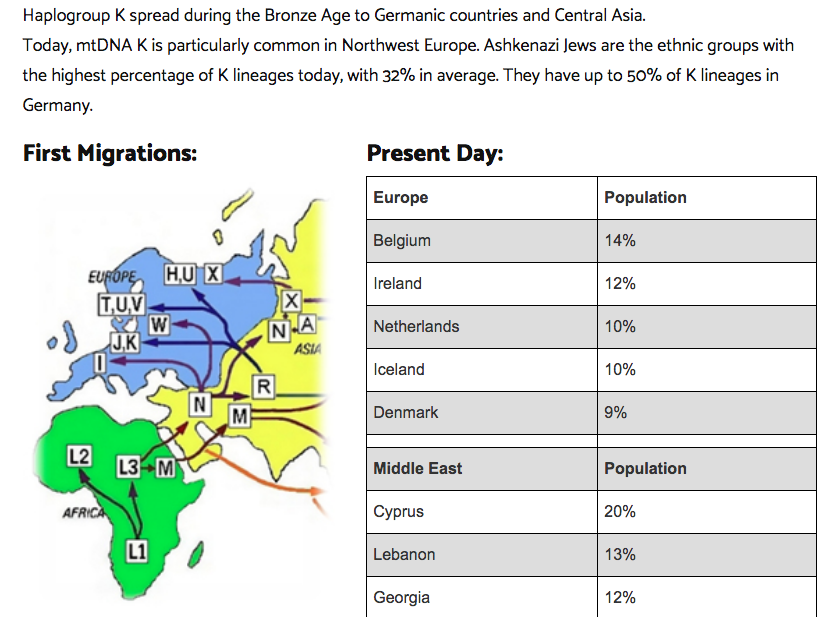 Haplogroup K spread during the Bronze Age to Germanic countries and Central Asia.
Today, mtDNA K is particularly common in Northwest Europe. Ashkenazi Jews are the ethnic groups with
the highest percentage of K lineages today, with 32% in average. They have up to 50% of K lineages in
Germany.
First Migrations:
EUROPE
H,U
X
T,U,V
W
J,K
I
X
N
A
ASIA
R
N
M
L2
L3
M
AFRICA
L1
Present Day:
Europe Population
Belgium 14%
Ireland 12%
Netherlands 10%
Iceland 10%
Denmark 9%
Middle East Population
Cyprus 20%
Lebanon 13%
Georgia 12%